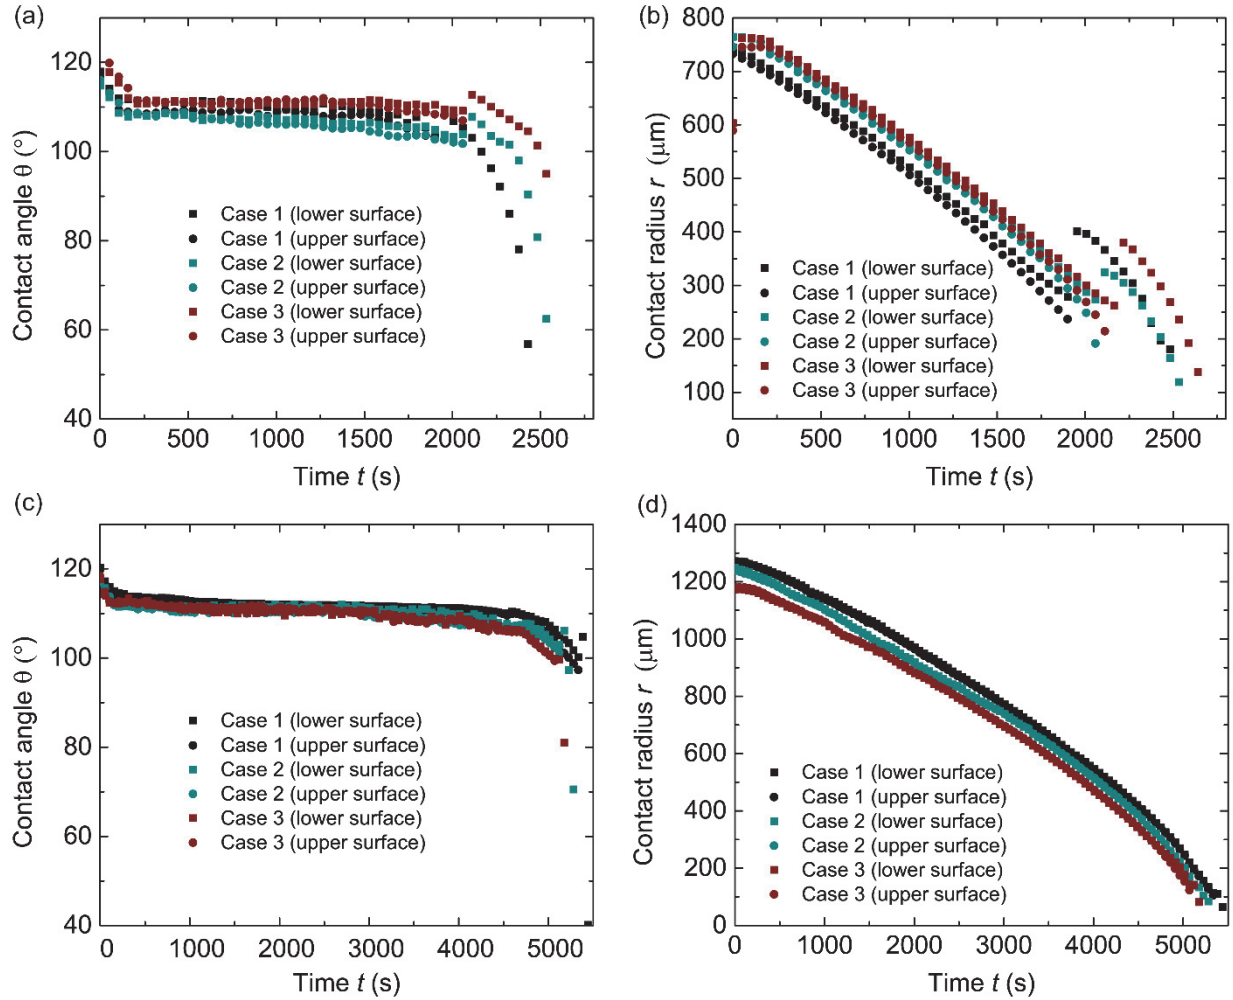 (a)
120
100
80
60
40
Contact angle θ (°)
Case 1 (lower surface)
Case 1 (upper surface)
Case 2 (lower surface)
Case 2 (upper surface)
Case 3 (lower surface)
Case 3 (upper surface)
0 500 1000 1500 2000 2500
Time t (s)
(b)
800
700
600
500
400
300
200
100
Contact radius r (μm)
Case 1 (lower surface)
Case 1 (upper surface)
Case 2 (lower surface)
Case 2 (upper surface)
Case 3 (lower surface)
Case 3 (upper surface)
0 500 1000 1500 2000 2500
Time t (s)
(c)
120
100
80
60
40
Contact angle θ (°)
Case 1 (lower surface)
Case 1 (upper surface)
Case 2 (lower surface)
Case 2 (upper surface)
Case 3 (lower surface)
Case 3 (upper surface)
0 1000 2000 3000 4000 5000
Time t (s)
(d)
1400
1200
1000
800
600
400
200
0
Contact radius r (μm)
Case 1 (lower surface)
Case 1 (upper surface)
Case 2 (lower surface)
Case 2 (upper surface)
Case 3 (lower surface)
Case 3 (upper surface)
0 1000 2000 3000 4000 5000
Time t (s)